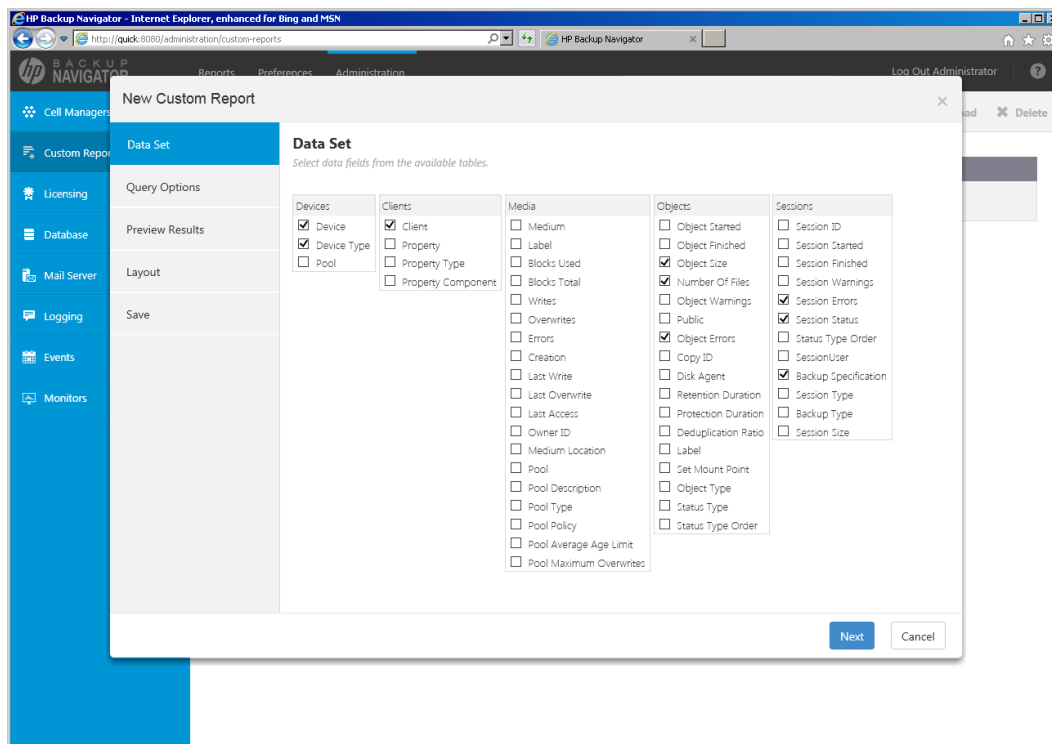 HP Backup Navigator - Internet Explorer, enhanced for Bing and MSN
http://quick:8080/administration/custom-reports
HP Backup Navigator
hp BACKUP NAVIGATOR
Reports Preferences Administration
Log Out Administrator ?
Cell Managers
Custom Repo
Licensing
Database
Mail Server
Logging
Events
Monitors
ad Delete
New Custom Report
Data Set
Query Options
Preview Results
Layout
Save
Data Set
Select data fields from the available tables.
Devices
Device
Device Type
Pool
Clients
Client
Property
Property Type
Property Component
Media
Medium
Label
Blocks Used
Blocks Total
Writes
Overwrites
Errors
Creation
Last Write
Last Overwrite
Last Access
Owner ID
Medium Location
Pool
Pool Description
Pool Type
Pool Policy
Pool Average Age Limit
Pool Maximum Overwrites
Objects
Object Started
Object Finished
Object Size
Number Of Files
Object Warnings
Public
Object Errors
Copy ID
Disk Agent
Retention Duration
Protection Duration
Deduplication Ratio
Label
Set Mount Point
Object Type
Status Type
Status Type Order
Sessions
Session ID
Session Started
Session Finished
Session Warnings
Session Errors
Session Status
Status Type Order
SessionUser
Backup Specification
Session Type
Backup Type
Session Size
Next
Cancel